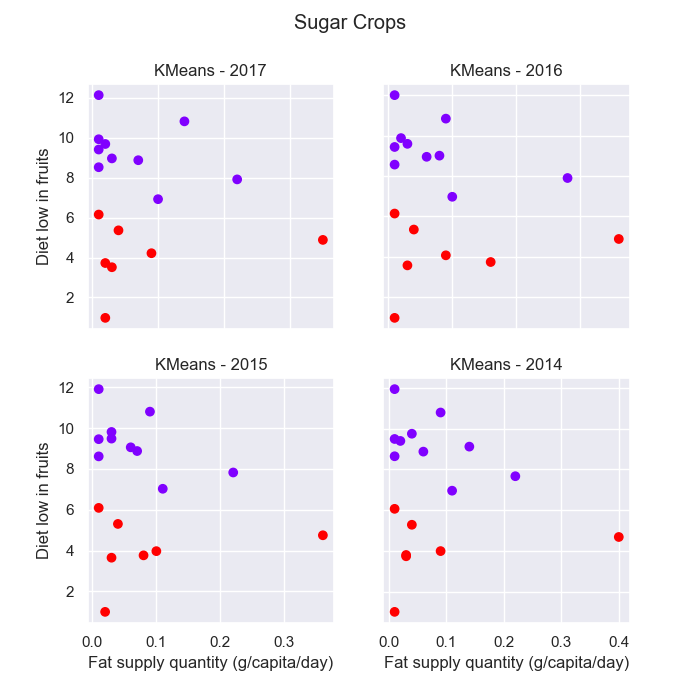 Sugar Crops
KMeans - 2017
KMeans - 2016
12
10
8
6
4
2
Diet low in fruits
KMeans - 2015
KMeans - 2014
12
10
8
6
4
2
Diet low in fruits
0.0 0.1 0.2 0.3
0.0 0.1 0.2 0.3 0.4
Fat supply quantity (g/capita/day)
Fat supply quantity (g/capita/day)